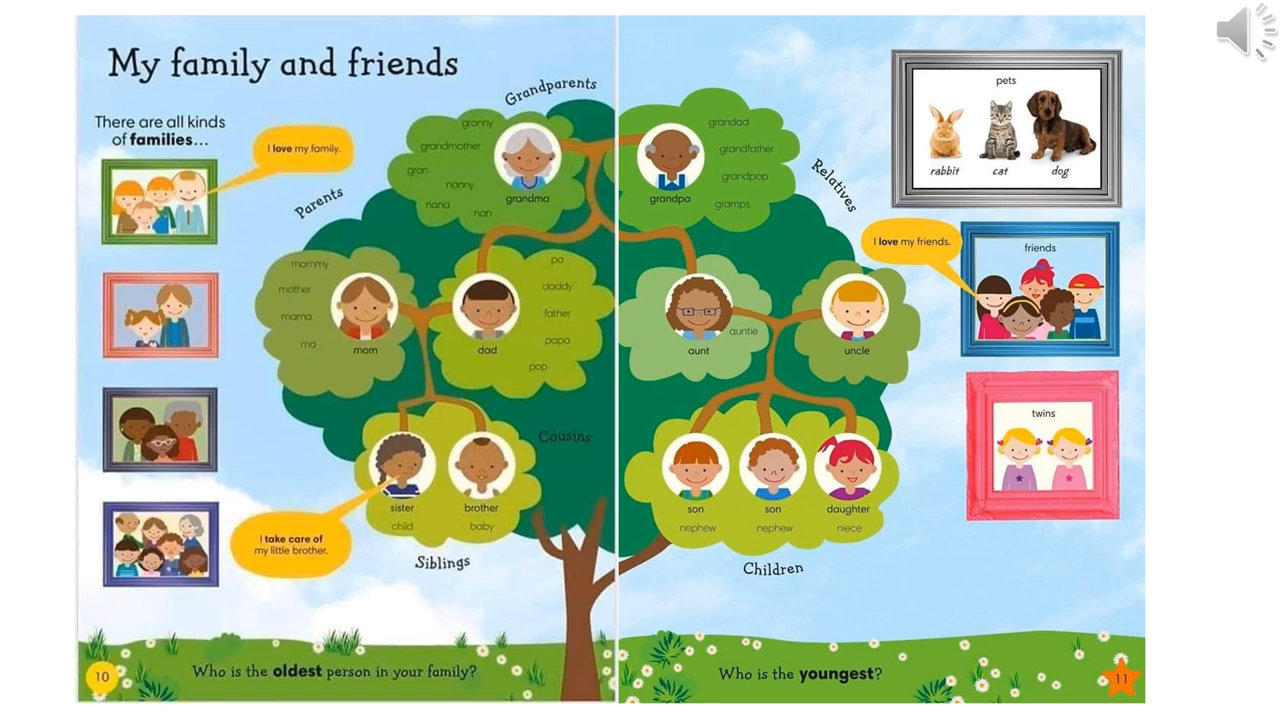 My family and friends
There are all kinds
of families...
I love my family.
Grandparents
granny
grandmother
gran
nanny
nana
nan
grandma
grandad
grandfather
grandpop
gramps
grandpa
Parents
mommy
mother
mama
ma
mom
pa
daddy
father
papa
pop
dad
Relatives
auntie
aunt
uncle
Cousins
sister
child
brother
baby
I take care of
my little brother.
Siblings
son
nephew
son
nephew
daughter
niece
Children
pets
rabbit
cat
dog
I love my friends.
friends
twins
10
Who is the oldest person in your family?
Who is the youngest?
11